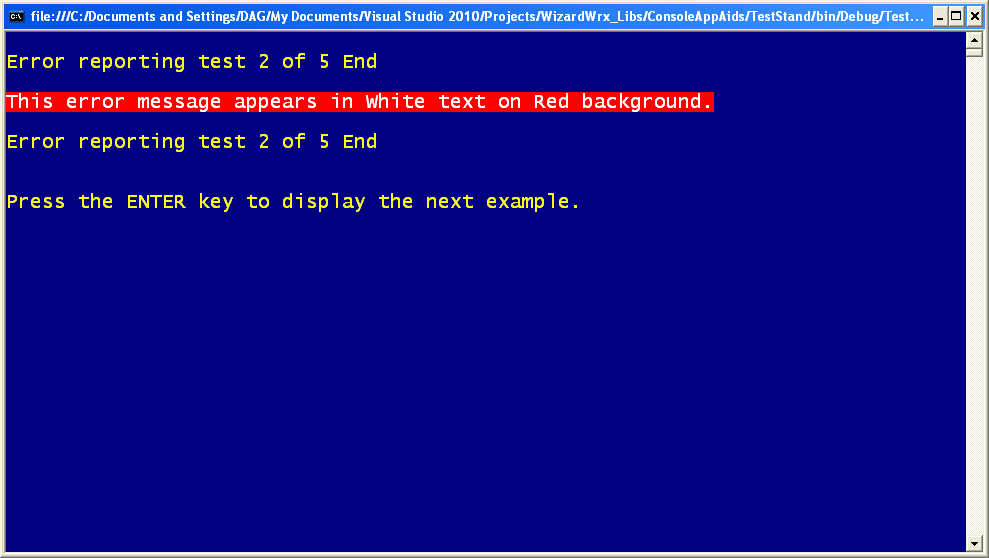 file:///C:/Documents and Settings/DAG/My Documents/Visual Studio 2010/Projects/WizardWrx_Libs/ConsoleAppAids/TestStand/bin/Debug/Test...
Error reporting test 2 of 5 End
This error message appears in White text on Red background.
Error reporting test 2 of 5 End
Press the ENTER key to display the next example.